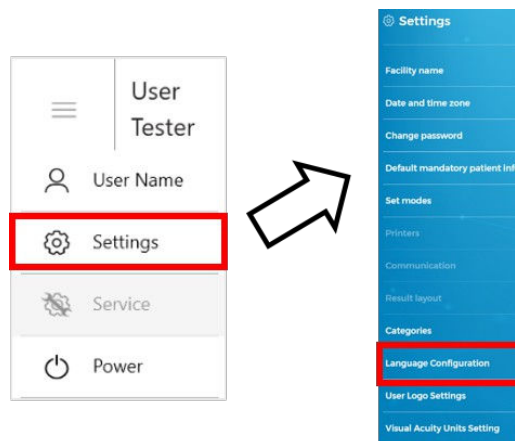 User
Tester
User Name
Settings
Service
Power
Settings
Facility name
Date and time zone
Change password
Default mandatory patient inf
Set modes
Printers
Communication
Result layout
Categories
Language Configuration
User Logo Settings
Visual Acuity Units Setting